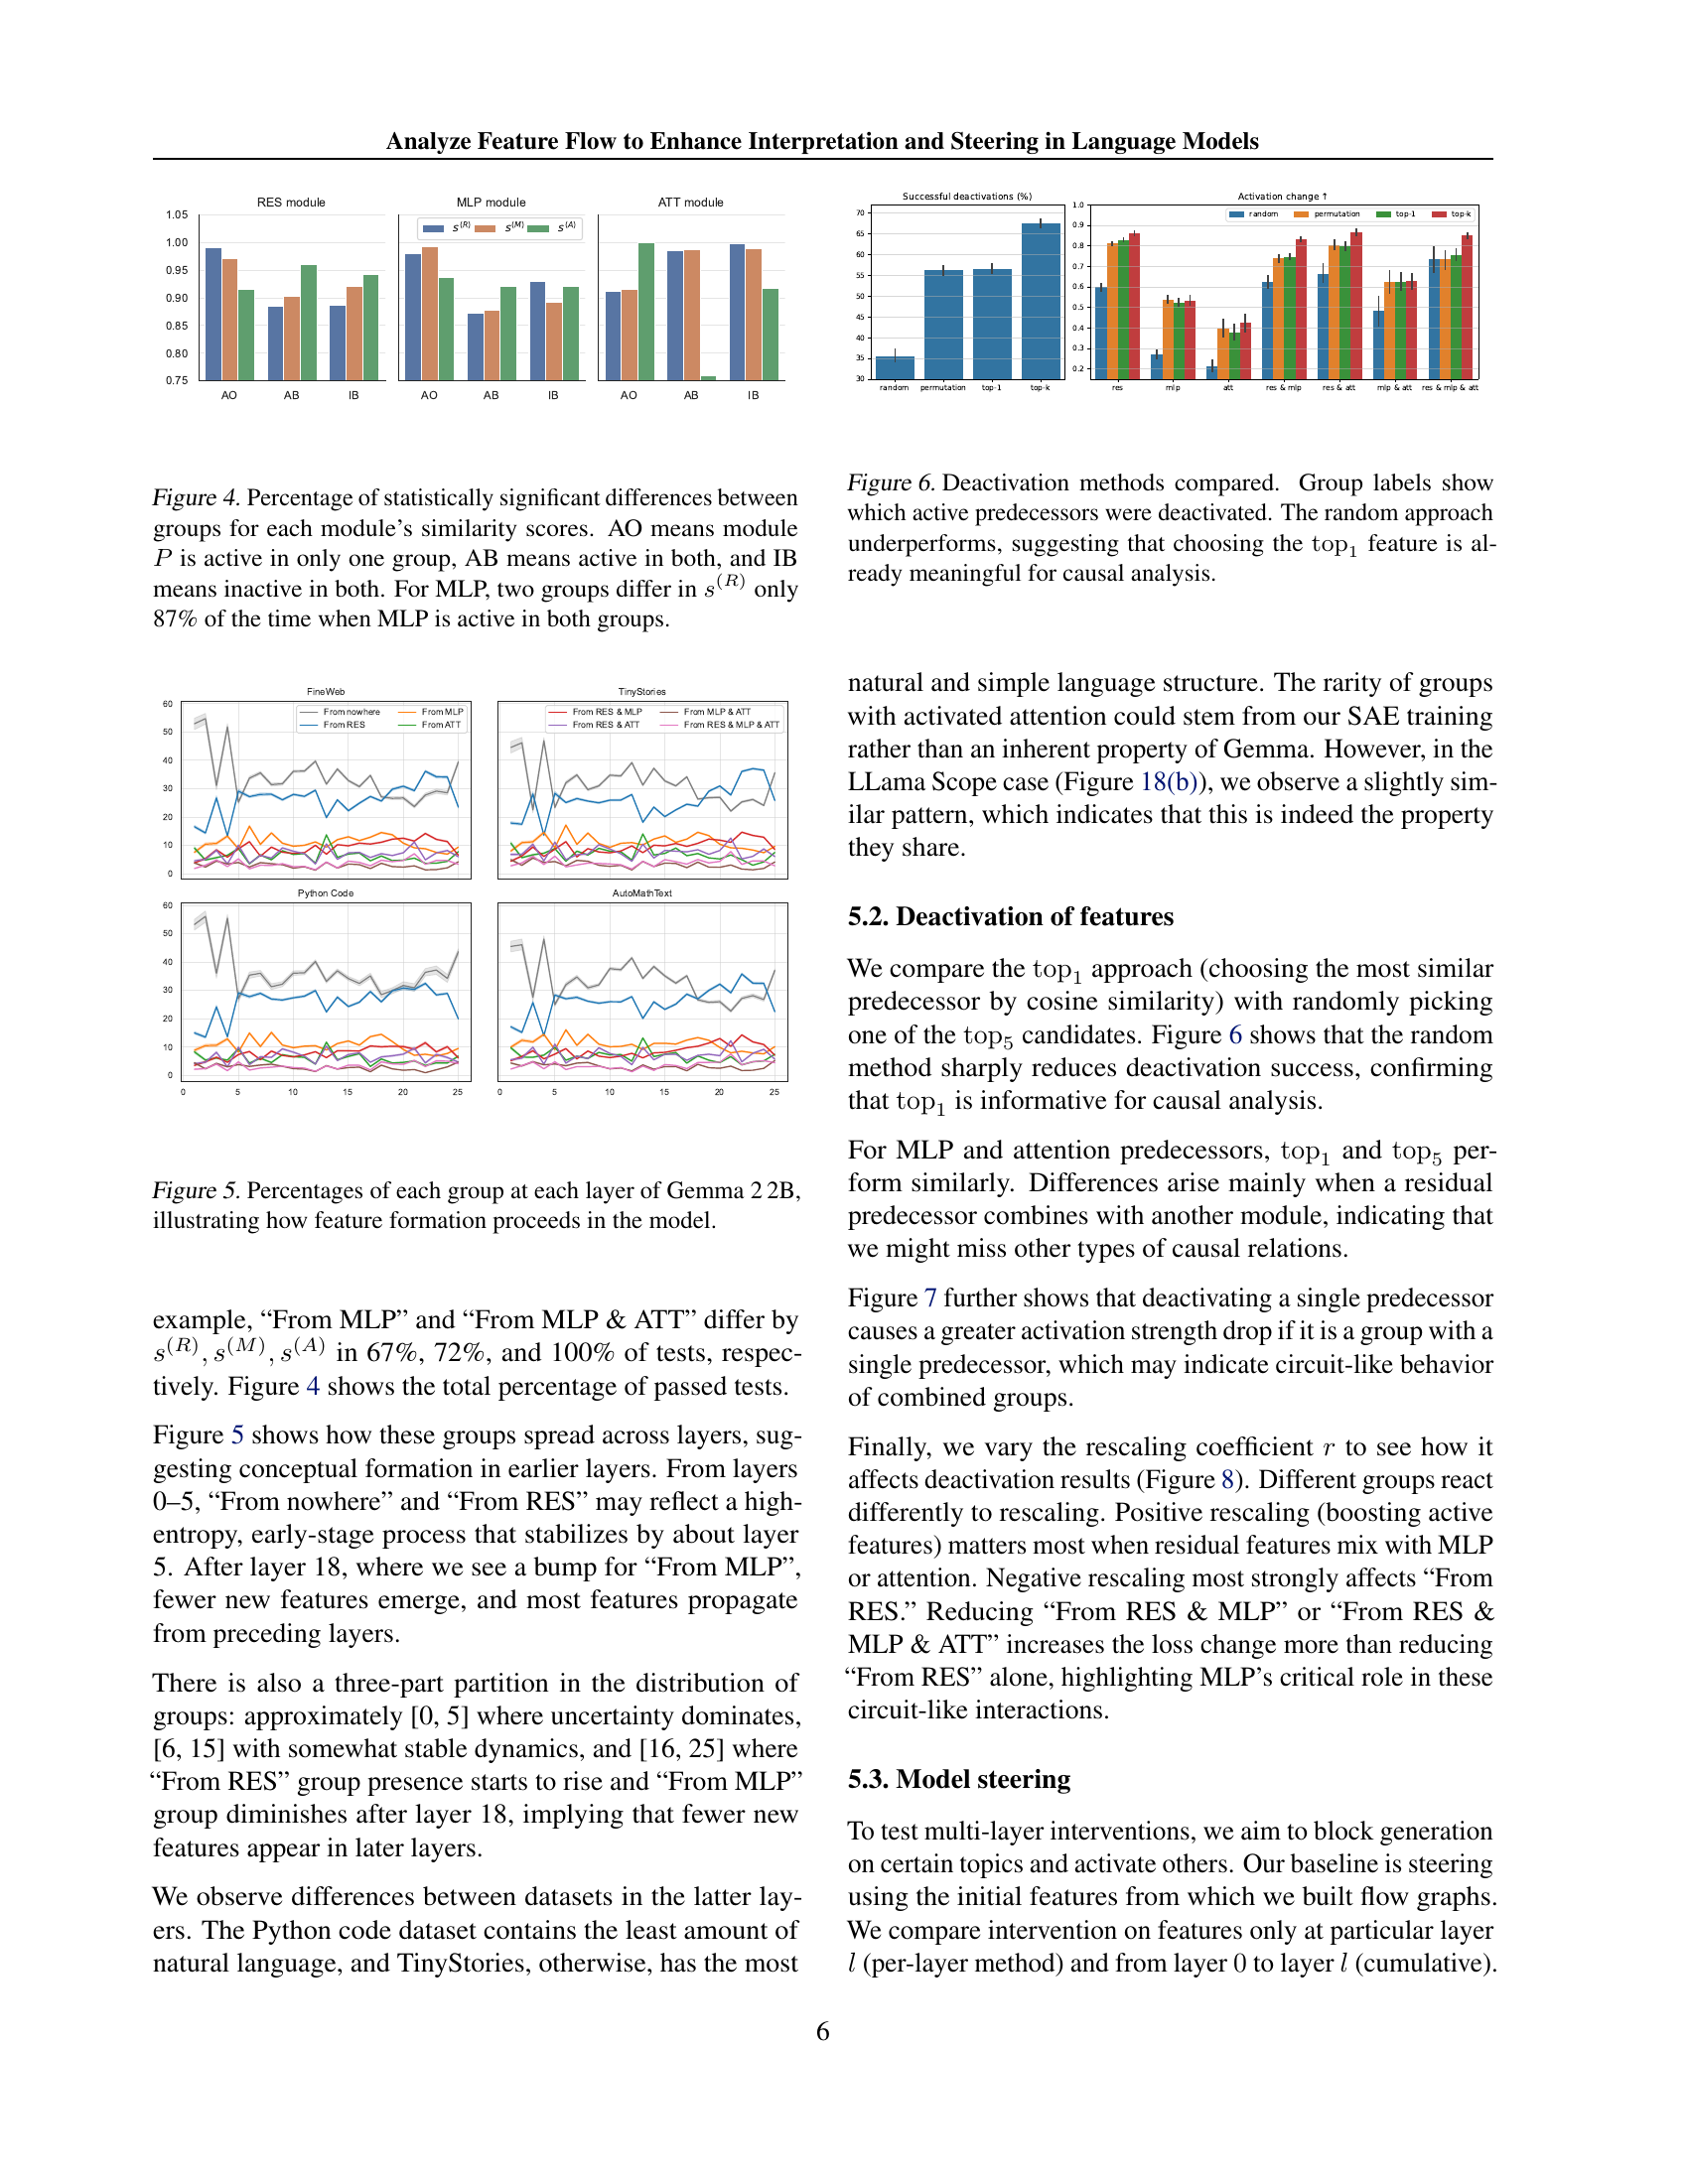 Analyze Feature Flow to Enhance Interpretation and Steering in Language Models
RES module
MLP module
ATT module
1.05
1.00
0.95
0.90
0.85
0.80
0.75
s(R) s(M) s(A)
AO AB IB
AO AB IB
AO AB IB
Figure 4. Percentage of statistically significant differences between
groups for each module's similarity scores. AO means module
P is active in only one group, AB means active in both, and IB
means inactive in both. For MLP, two groups differ in s(R) only
87% of the time when MLP is active in both groups.
FineWeb
TinyStories
From nowhere From MLP
From RES From ATT
From RES & MLP From MLP & ATT
From RES & ATT From RES & MLP & ATT
60
50
40
30
20
10
0
Python Code
AutoMathText
60
50
40
30
20
10
0
0 5 10 15 20 25
0 5 10 15 20 25
Figure 5. Percentages of each group at each layer of Gemma 2 2B,
illustrating how feature formation proceeds in the model.
example, “From MLP” and “From MLP & ATT” differ by
s(R), s(M), s(A) in 67%, 72%, and 100% of tests, respec-
tively. Figure 4 shows the total percentage of passed tests.
Figure 5 shows how these groups spread across layers, sug-
gesting conceptual formation in earlier layers. From layers
0–5, “From nowhere” and “From RES” may reflect a high-
entropy, early-stage process that stabilizes by about layer
5. After layer 18, where we see a bump for “From MLP”,
fewer new features emerge, and most features propagate
from preceding layers.
There is also a three-part partition in the distribution of
groups: approximately [0, 5] where uncertainty dominates,
[6, 15] with somewhat stable dynamics, and [16, 25] where
“From RES” group presence starts to rise and “From MLP”
group diminishes after layer 18, implying that fewer new
features appear in later layers.
We observe differences between datasets in the latter lay-
ers. The Python code dataset contains the least amount of
natural language, and TinyStories, otherwise, has the most
Successful deactivations (%)
70
65
60
55
50
45
40
35
30
random permutation top-1 top-k
Activation change ↑
random permutation top-1 top-k
1.0
0.9
0.8
0.7
0.6
0.5
0.4
0.3
0.2
res mlp att res & mlp res & att mlp & att res & mlp & att
Figure 6. Deactivation methods compared. Group labels show
which active predecessors were deactivated. The random approach
underperforms, suggesting that choosing the top1 feature is al-
ready meaningful for causal analysis.
natural and simple language structure. The rarity of groups
with activated attention could stem from our SAE training
rather than an inherent property of Gemma. However, in the
LLama Scope case (Figure 18(b)), we observe a slightly sim-
ilar pattern, which indicates that this is indeed the property
they share.
5.2. Deactivation of features
We compare the top1 approach (choosing the most similar
predecessor by cosine similarity) with randomly picking
one of the top5 candidates. Figure 6 shows that the random
method sharply reduces deactivation success, confirming
that top1 is informative for causal analysis.
For MLP and attention predecessors, top1 and top5 per-
form similarly. Differences arise mainly when a residual
predecessor combines with another module, indicating that
we might miss other types of causal relations.
Figure 7 further shows that deactivating a single predecessor
causes a greater activation strength drop if it is a group with a
single predecessor, which may indicate circuit-like behavior
of combined groups.
Finally, we vary the rescaling coefficient r to see how it
affects deactivation results (Figure 8). Different groups react
differently to rescaling. Positive rescaling (boosting active
features) matters most when residual features mix with MLP
or attention. Negative rescaling most strongly affects “From
RES.” Reducing “From RES & MLP” or “From RES &
MLP & ATT” increases the loss change more than reducing
“From RES” alone, highlighting MLP's critical role in these
circuit-like interactions.
5.3. Model steering
To test multi-layer interventions, we aim to block generation
on certain topics and activate others. Our baseline is steering
using the initial features from which we built flow graphs.
We compare intervention on features only at particular layer
l (per-layer method) and from layer 0 to layer l (cumulative).
6